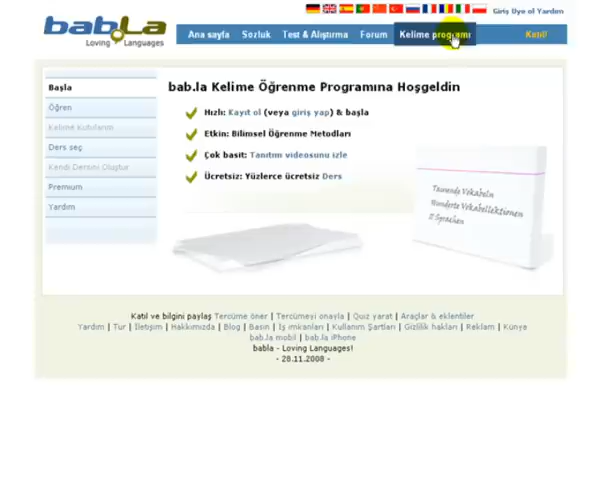 bab.la
Loving Languages
Giriş Üye ol Yardım
Ana sayfa Sözluk Test & Alıştırma Forum Kelime programı Katıl!
Başla
Öğren
Kelime Kutularım
Ders seç
Kendi Dersini Oluştur
Premium
Yardım
bab.la Kelime Öğrenme Programına Hoşgeldin
Hızlı: Kayıt ol (veya giriş yap) & başla
Etkin: Bilimsel Öğrenme Metodları
Çok basit: Tanıtım videosunu izle
Ücretsiz: Yüzlerce ücretsiz Ders
Tausende Vokabeln
Hunderte Vokabellektionen
11 Sprachen
Katıl ve bilgini paylaş Tercüme öner | Tercümeyi onayla | Quiz yarat | Araçlar & eklentiler
Yardım | Tur | İletişim | Hakkımızda | Blog | Basın | İş imkanları | Kullanım Şartları | Gizlilik hakları | Reklam | Künye
bab.la mobil | bab.la iPhone
babla - Loving Languages!
- 28.11.2008 -